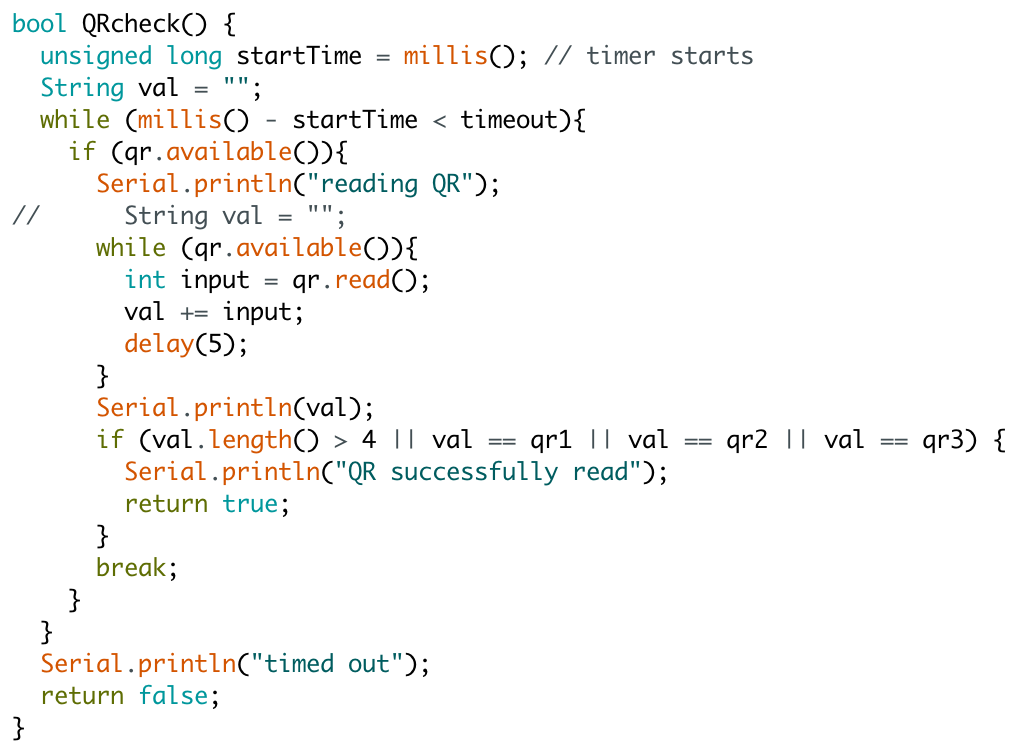 bool QRcheck() {
  unsigned long startTime = millis(); // timer starts
  String val = "";
  while (millis() - startTime < timeout){
    if (qr.available()){
      Serial.println("reading QR");
//      String val = "";
      while (qr.available()){
        int input = qr.read();
        val += input;
        delay(5);
      }
      Serial.println(val);
      if (val.length() > 4 || val == qr1 || val == qr2 || val == qr3) {
        Serial.println("QR successfully read");
        return true;
      }
      break;
    }
  }
  Serial.println("timed out");
  return false;
}